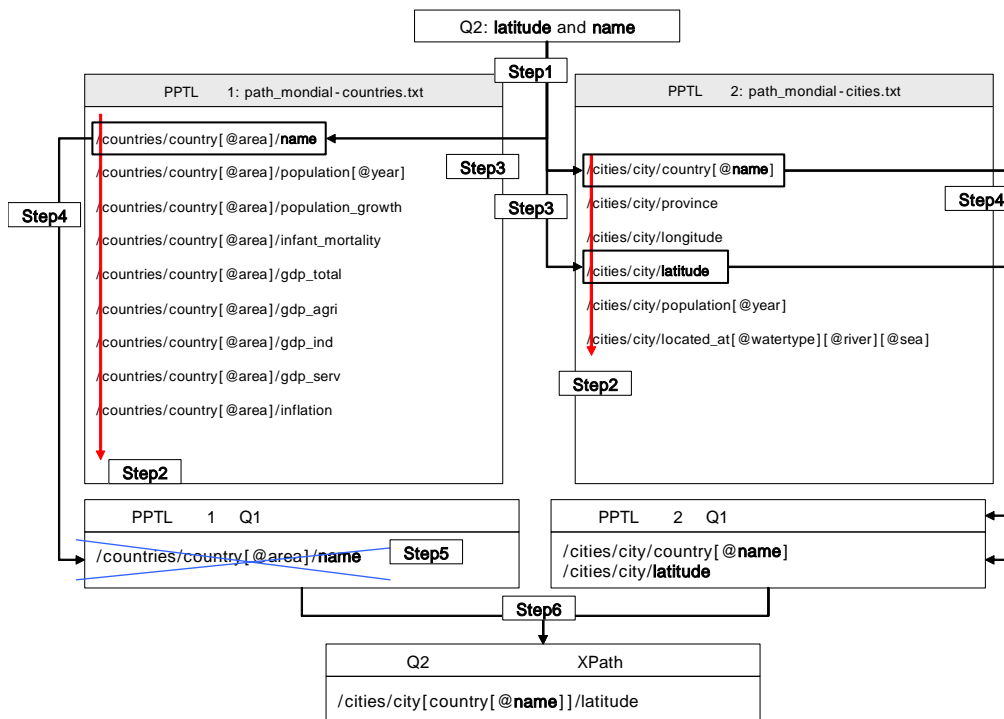 Q2: latitude and name
Step1
PPTL 1: path_mondial-countries.txt
/countries/country[@area]/name
/countries/country[@area]/population[@year]
/countries/country[@area]/population_growth
/countries/country[@area]/infant_mortality
/countries/country[@area]/gdp_total
/countries/country[@area]/gdp_agri
/countries/country[@area]/gdp_ind
/countries/country[@area]/gdp_serv
/countries/country[@area]/inflation
Step2
Step4
Step3
Step3
PPTL 2: path_mondial-cities.txt
/cities/city/country[@name]
/cities/city/province
/cities/city/longitude
/cities/city/latitude
/cities/city/population[@year]
/cities/city/located_at[@watertype][@river][@sea]
Step2
Step4
PPTL 1 Q1
/countries/country[@area]/name
Step5
PPTL 2 Q1
/cities/city/country[@name]
/cities/city/latitude
Step6
Q2 XPath
/cities/city[country[@name]]/latitude